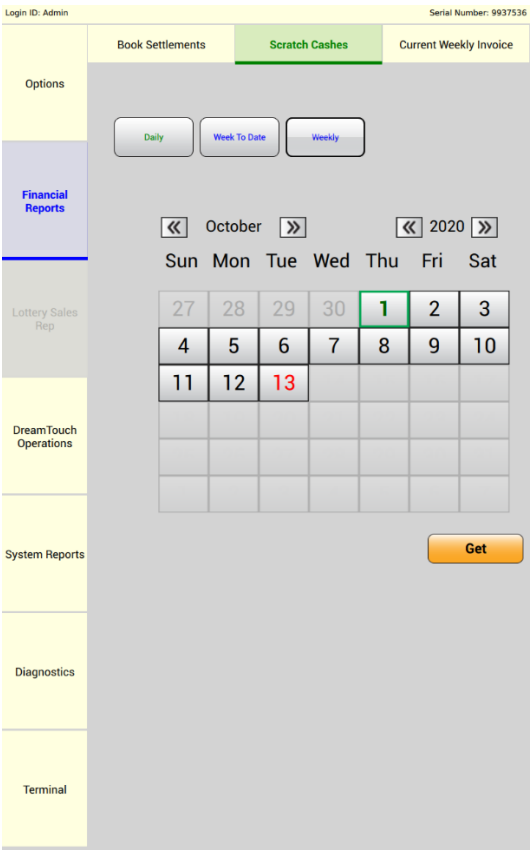 Login ID: Admin
Serial Number: 9937536
Book Settlements
Scratch Cashes
Current Weekly Invoice
Options
Daily
Week To Date
Weekly
Financial
Reports
October
2020
Sun Mon Tue Wed Thu Fri Sat
27 28 29 30 1 2 3
4 5 6 7 8 9 10
11 12 13
Lottery Sales
Rep
DreamTouch
Operations
Get
System Reports
Diagnostics
Terminal